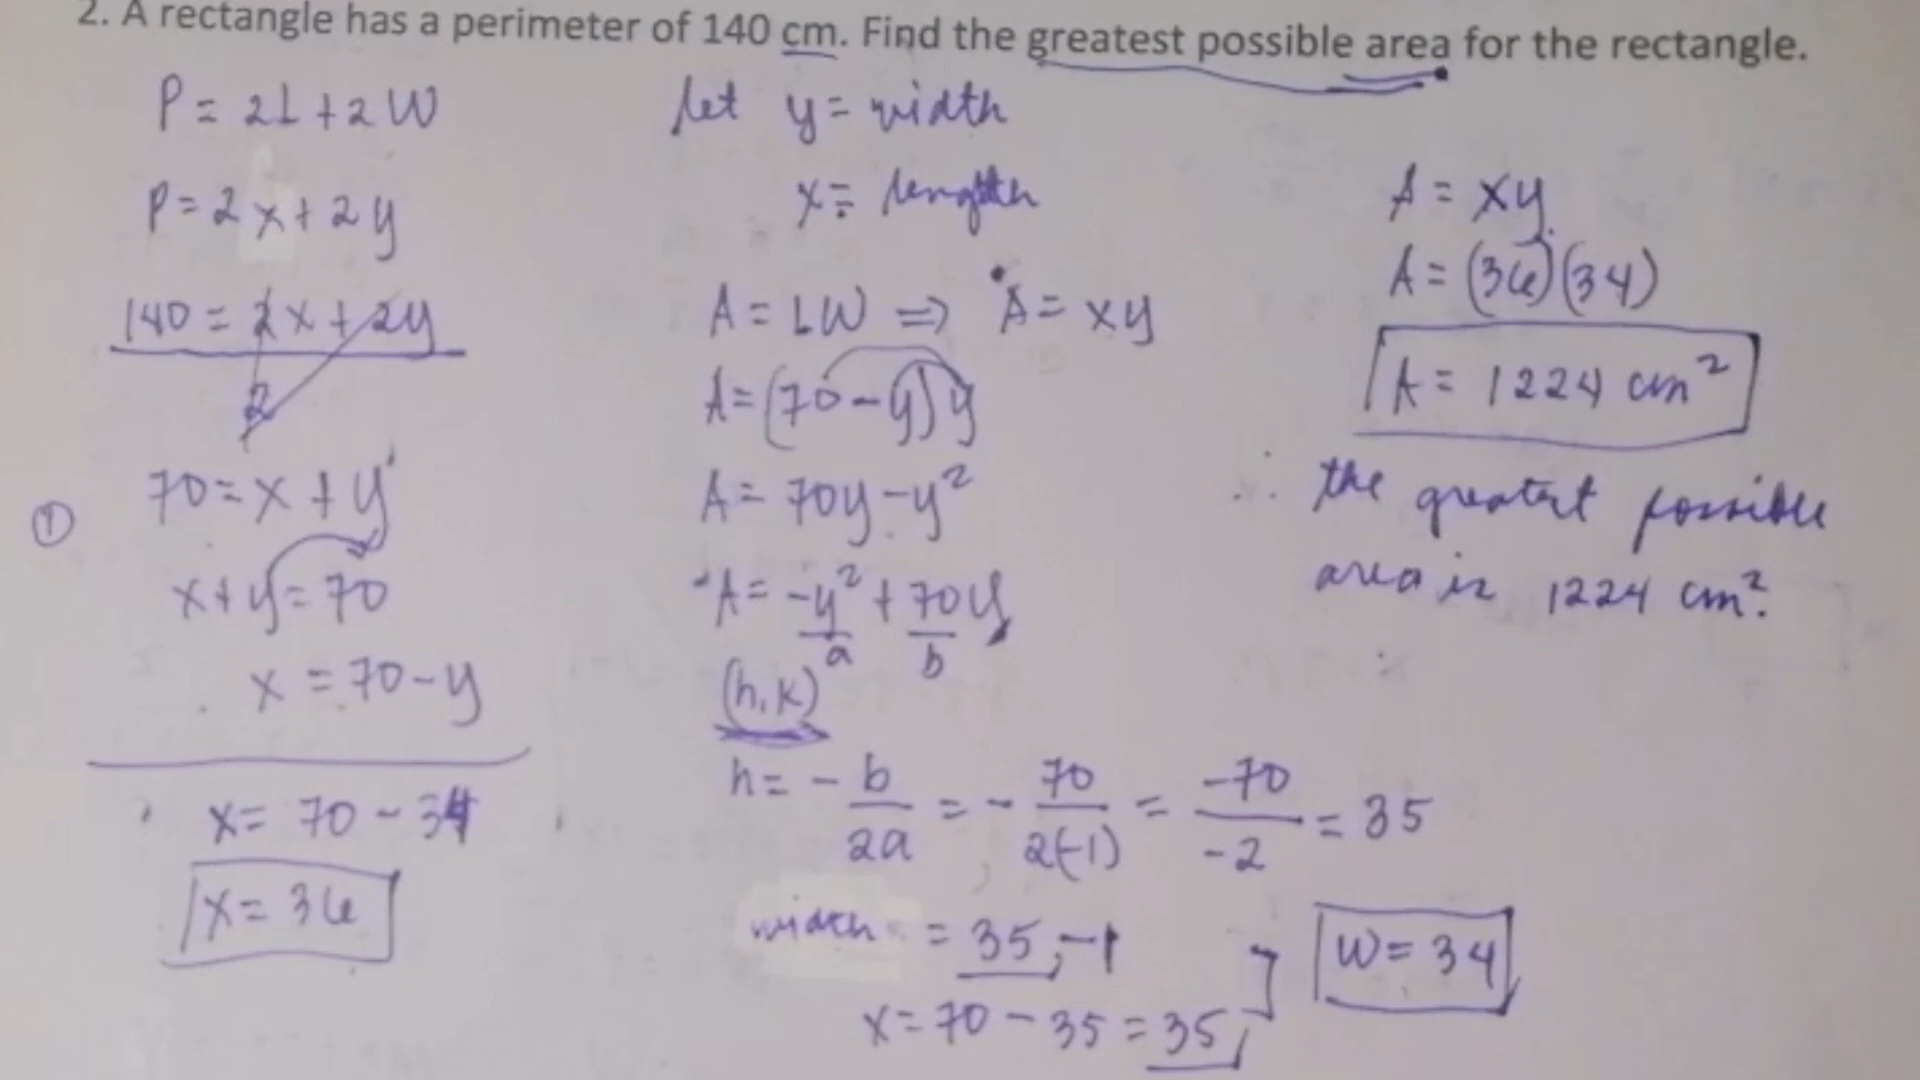 2. A rectangle has a perimeter of 140 cm. Find the greatest possible area for the rectangle.
P = 2L + 2W
P = 2x + 2y
140 = 2x + 2y
2
① 70 = x + y
x + y = 70
x = 70 - y
x = 70 - 34
x = 36
let y = width
x = length
A = LW ⇒ A = xy
A = (70 - y)y
A = 70y - y²
A = -y² + 70y
a b
(h, k)
h = - b/2a = - 70/2(-1) = -70/-2 = 35
width = 35, -1
x = 70 - 35 = 35,
W = 34
A = xy
A = (36)(34)
A = 1224 cm²
∴ the greatest possible
area is 1224 cm².